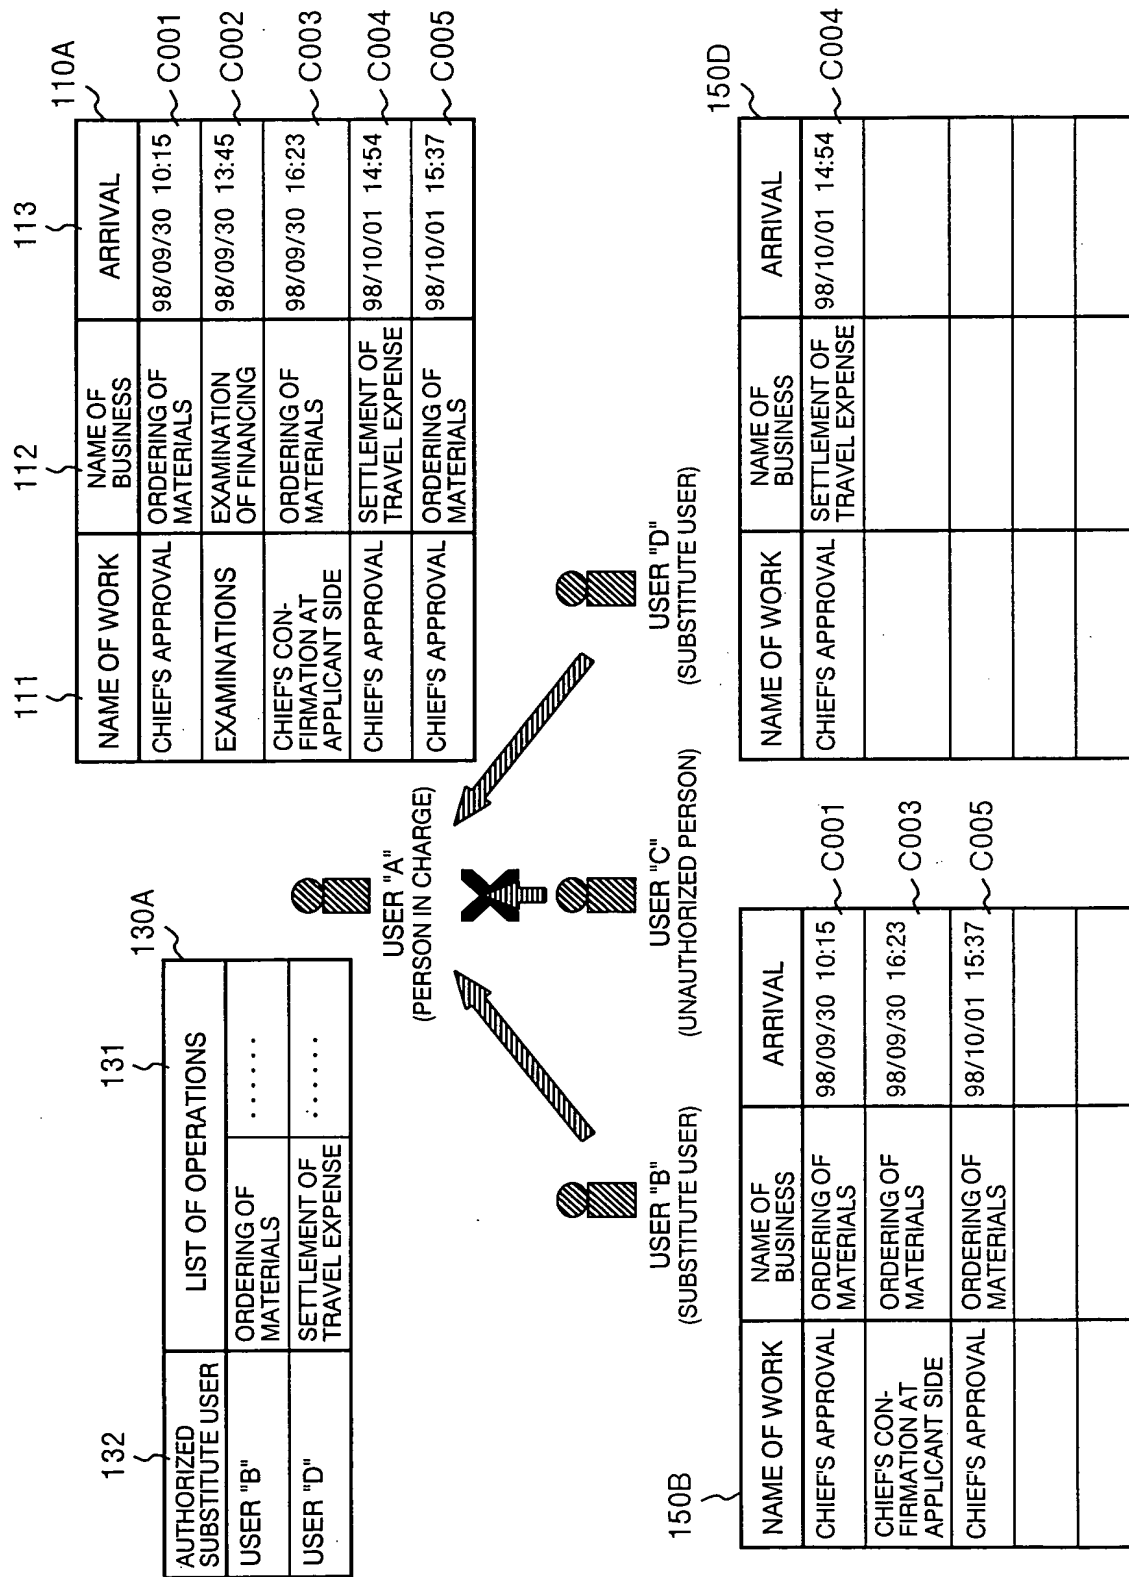 130A
132
131
AUTHORIZED
SUBSTITUTE USER
LIST OF OPERATIONS
USER "B"
ORDERING OF
MATERIALS
......
USER "D"
SETTLEMENT OF
TRAVEL EXPENSE
......
111
112
113
110A
NAME OF WORK
NAME OF
BUSINESS
ARRIVAL
CHIEF'S APPROVAL
ORDERING OF
MATERIALS
98/09/30 10:15
C001
EXAMINATIONS
EXAMINATION
OF FINANCING
98/09/30 13:45
C002
CHIEF'S CON-
FIRMATION AT
APPLICANT SIDE
ORDERING OF
MATERIALS
98/09/30 16:23
C003
CHIEF'S APPROVAL
SETTLEMENT OF
TRAVEL EXPENSE
98/10/01 14:54
C004
CHIEF'S APPROVAL
ORDERING OF
MATERIALS
98/10/01 15:37
C005
USER "A"
(PERSON IN CHARGE)
USER "B"
(SUBSTITUTE USER)
USER "C"
(UNAUTHORIZED PERSON)
USER "D"
(SUBSTITUTE USER)
150B
NAME OF WORK
NAME OF
BUSINESS
ARRIVAL
CHIEF'S APPROVAL
ORDERING OF
MATERIALS
98/09/30 10:15
C001
CHIEF'S CON-
FIRMATION AT
APPLICANT SIDE
ORDERING OF
MATERIALS
98/09/30 16:23
C003
CHIEF'S APPROVAL
ORDERING OF
MATERIALS
98/10/01 15:37
C005
150D
NAME OF WORK
NAME OF
BUSINESS
ARRIVAL
CHIEF'S APPROVAL
SETTLEMENT OF
TRAVEL EXPENSE
98/10/01 14:54
C004